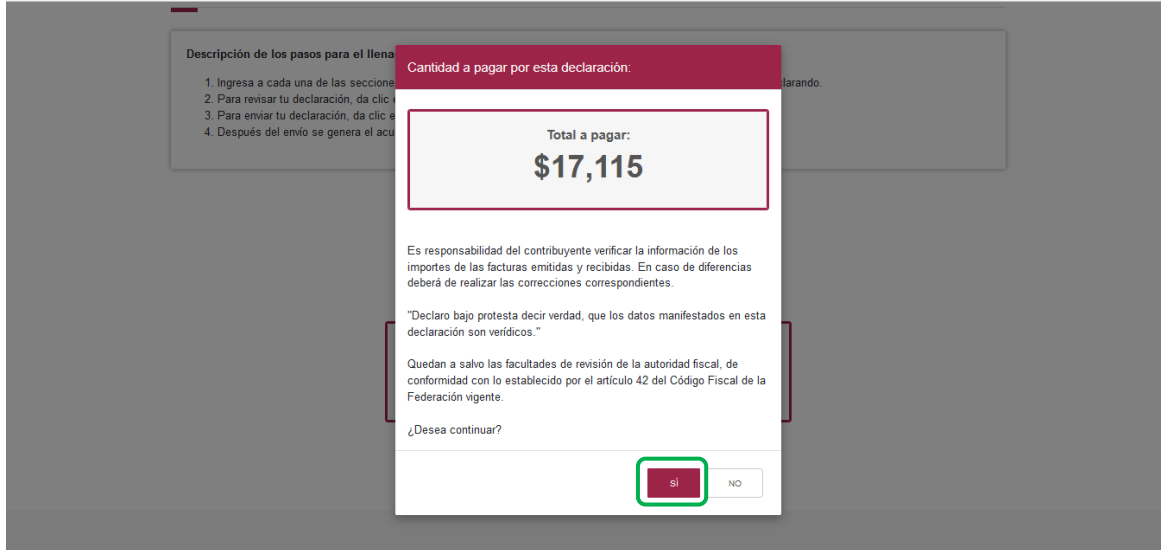 Descripción de los pasos para el llena
1. Ingresa a cada una de las seccione
larando.
2. Para revisar tu declaración, da clic
3. Para enviar tu declaración, da clic e
4. Después del envío se genera el acu
Cantidad a pagar por esta declaración:
Total a pagar:
$17,115
Es responsabilidad del contribuyente verificar la información de los
importes de las facturas emitidas y recibidas. En caso de diferencias
deberá de realizar las correcciones correspondientes.
"Declaro bajo protesta decir verdad, que los datos manifestados en esta
declaración son verídicos."
Quedan a salvo las facultades de revisión de la autoridad fiscal, de
conformidad con lo establecido por el artículo 42 del Código Fiscal de la
Federación vigente.
¿Desea continuar?
SÍ
NO